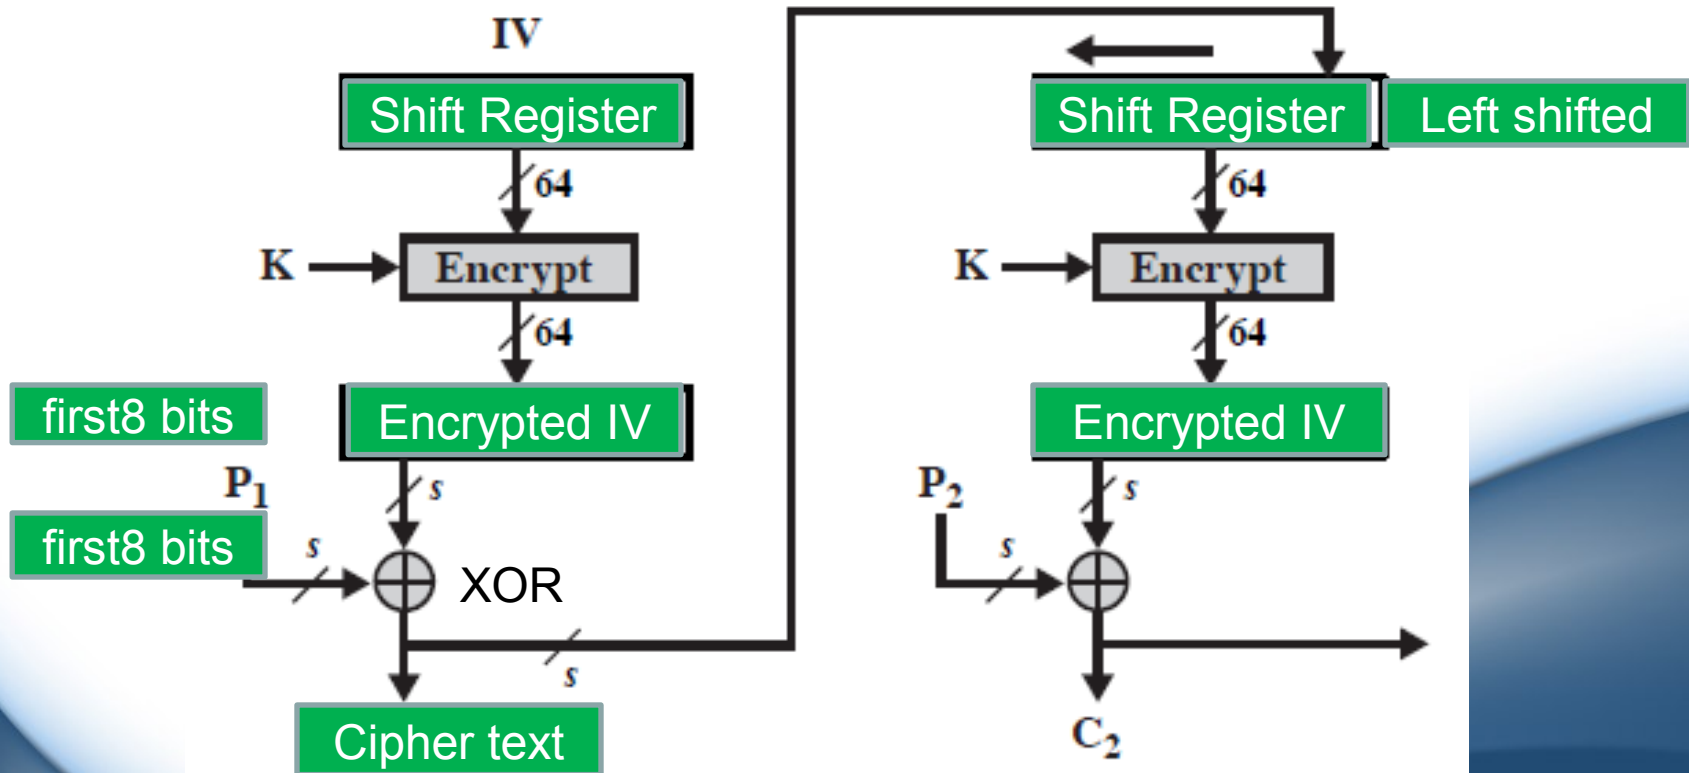 IV
Shift Register
Shift Register
Left shifted
64
64
K
Encrypt
K
Encrypt
64
64
first8 bits
Encrypted IV
Encrypted IV
P1
s
P2
s
first8 bits
s
XOR
s
s
Cipher text
C2